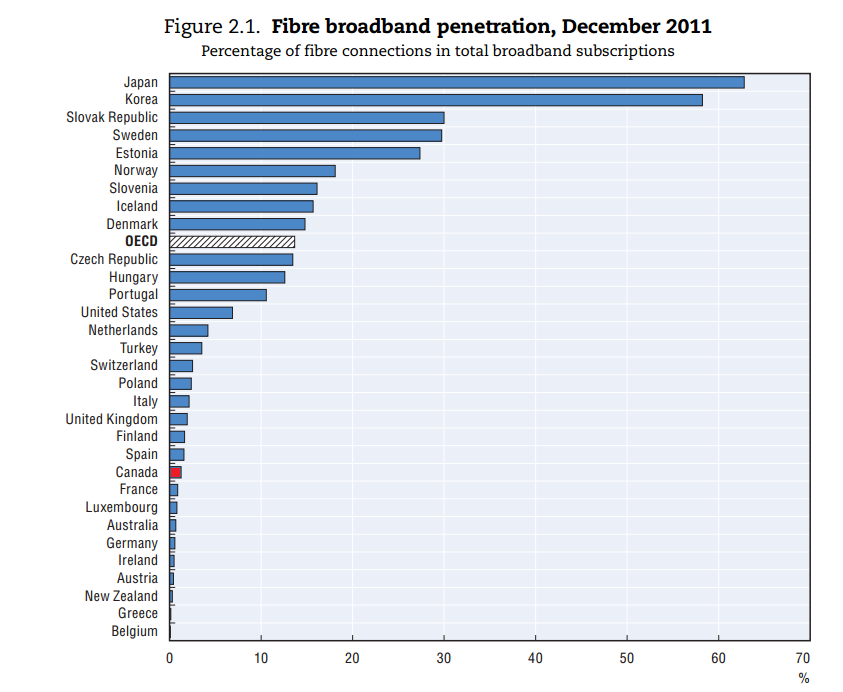 Figure 2.1. Fibre broadband penetration, December 2011
Percentage of fibre connections in total broadband subscriptions
Japan
Korea
Slovak Republic
Sweden
Estonia
Norway
Slovenia
Iceland
Denmark
OECD
Czech Republic
Hungary
Portugal
United States
Netherlands
Turkey
Switzerland
Poland
Italy
United Kingdom
Finland
Spain
Canada
France
Luxembourg
Australia
Germany
Ireland
Austria
New Zealand
Greece
Belgium
0 10 20 30 40 50 60 70
%